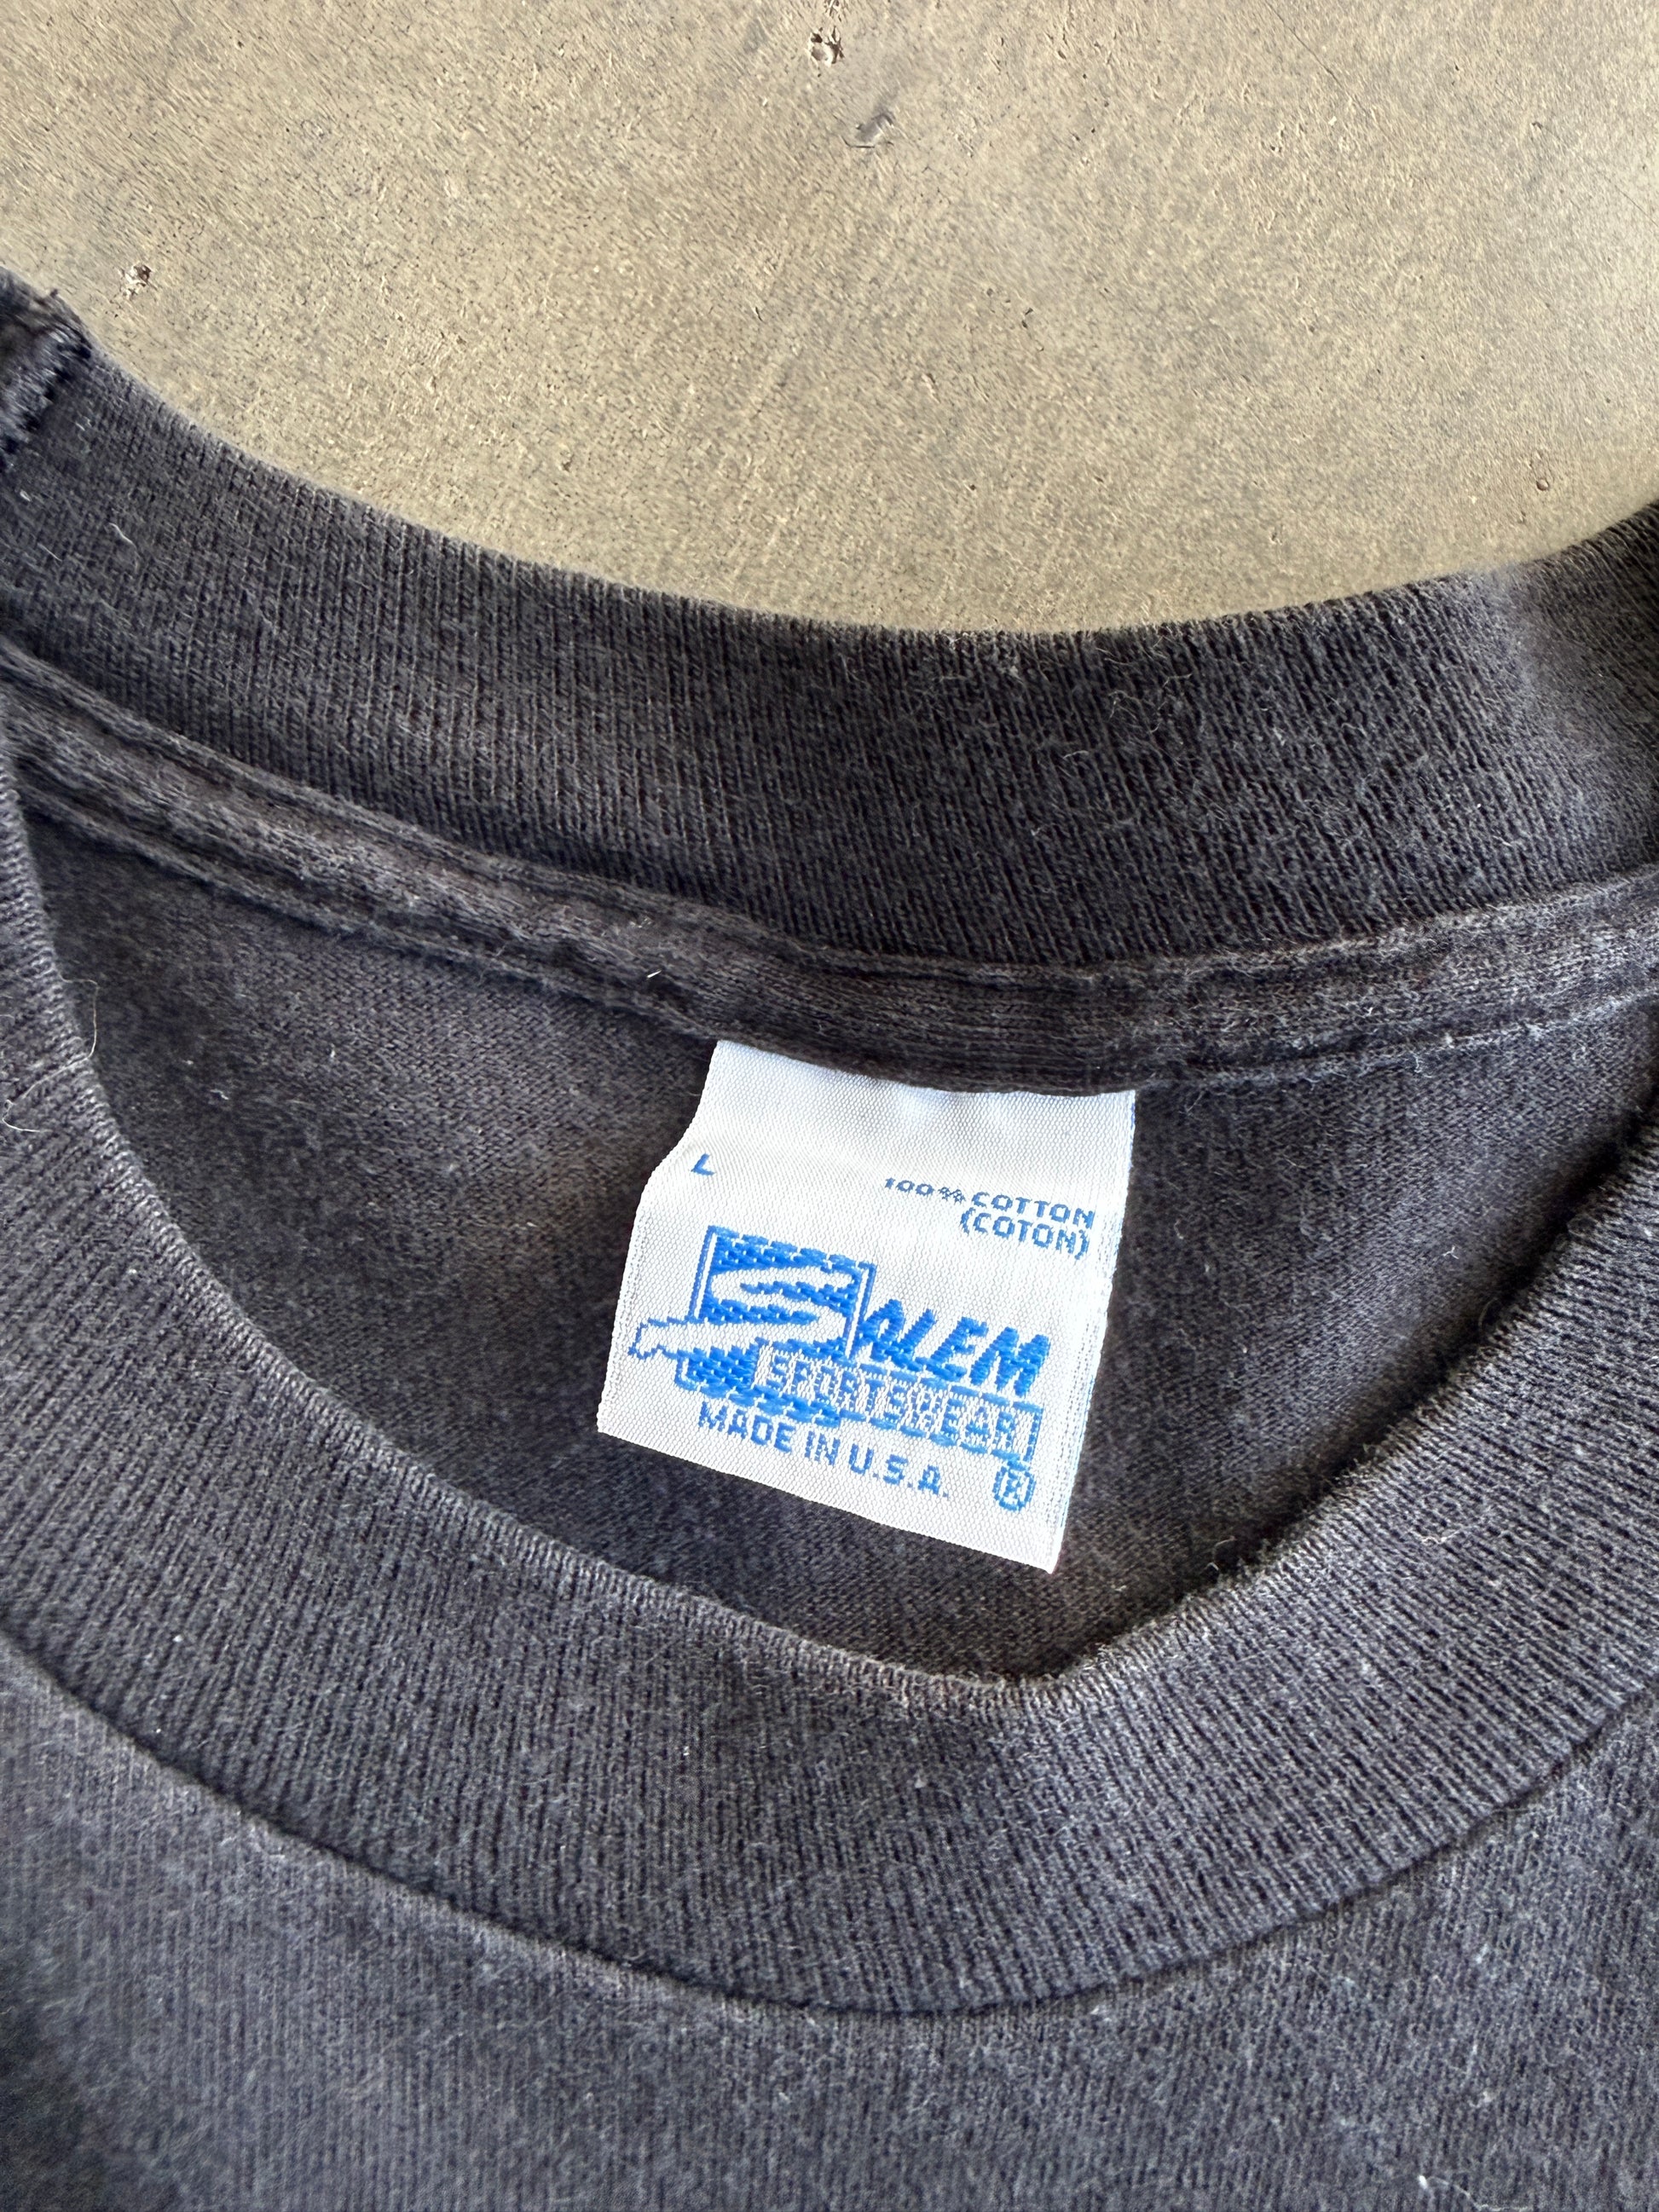 L
100% COTTON
(COTON)
SALEM
SPORTSWEAR
MADE IN U.S.A.
®